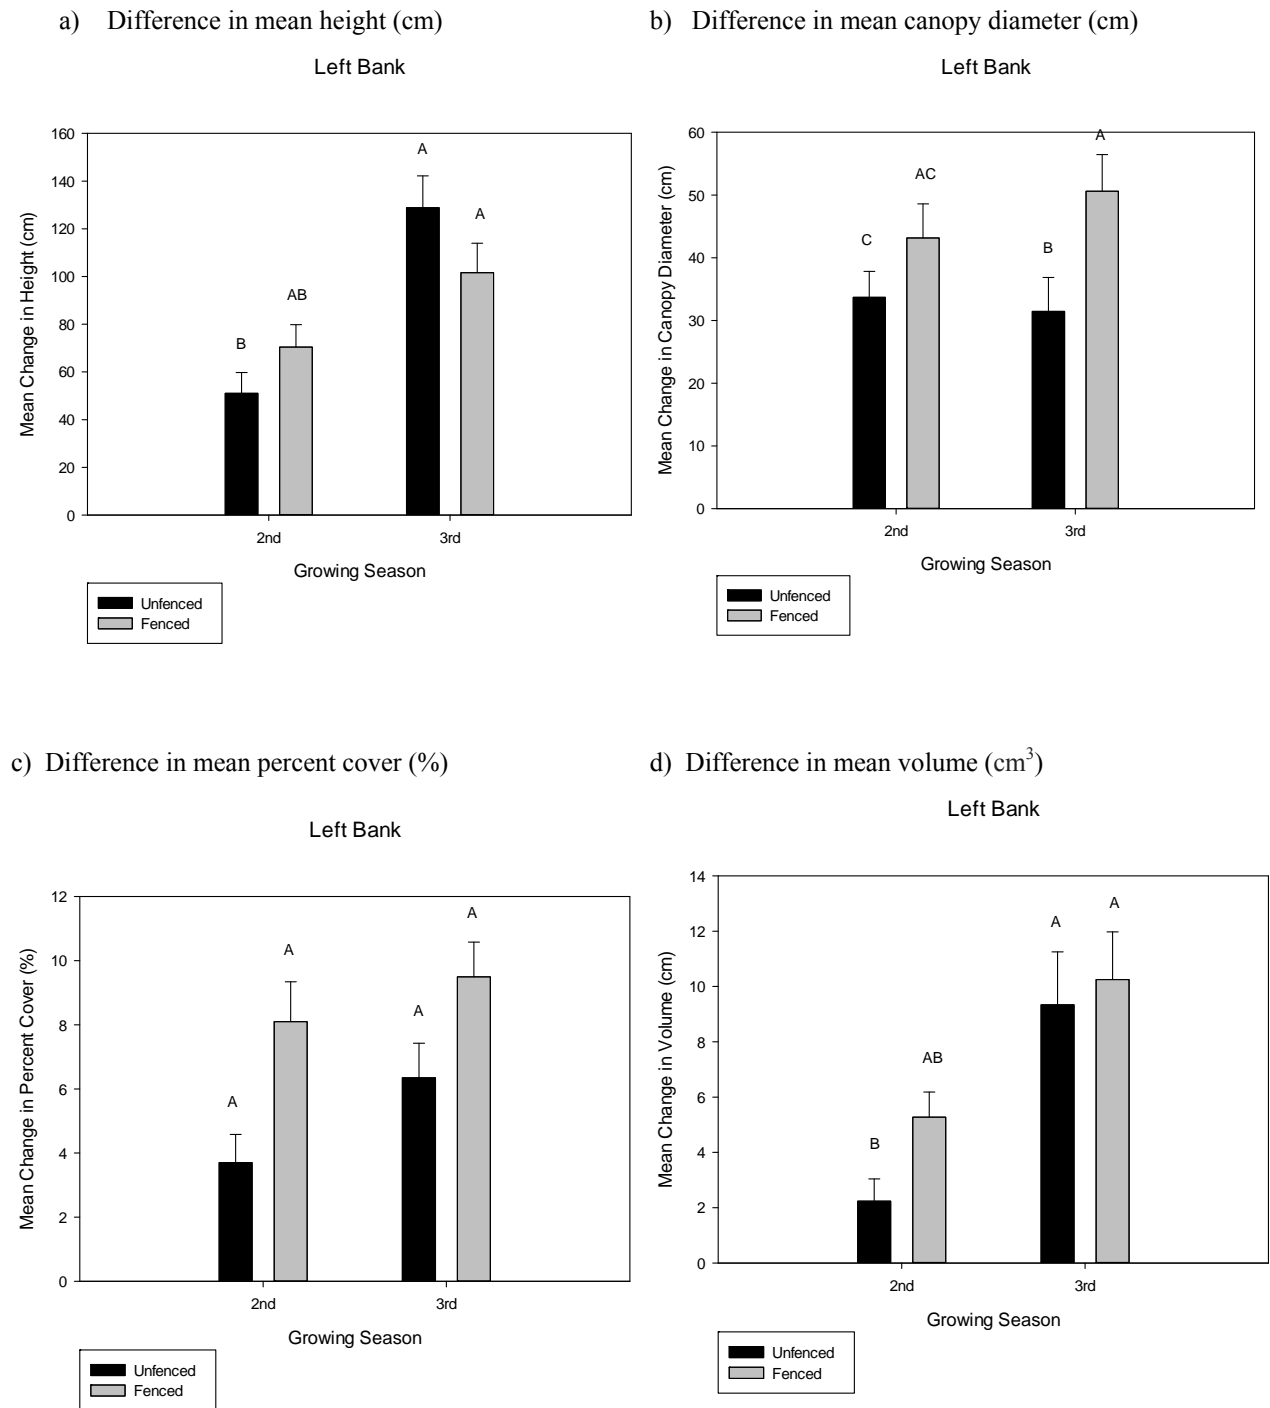 a) Difference in mean height (cm)
Left Bank
160
140
120
100
80
60
40
20
0
Mean Change in Height (cm)
B
AB
A
A
2nd
3rd
Growing Season
Unfenced
Fenced
b) Difference in mean canopy diameter (cm)
Left Bank
60
50
40
30
20
10
0
Mean Change in Canopy Diameter (cm)
C
AC
B
A
2nd
3rd
Growing Season
Unfenced
Fenced
c) Difference in mean percent cover (%)
Left Bank
12
10
8
6
4
2
0
Mean Change in Percent Cover (%)
A
A
A
A
2nd
3rd
Growing Season
Unfenced
Fenced
d) Difference in mean volume (cm³)
Left Bank
14
12
10
8
6
4
2
0
Mean Change in Volume (cm)
B
AB
A
A
2nd
3rd
Growing Season
Unfenced
Fenced